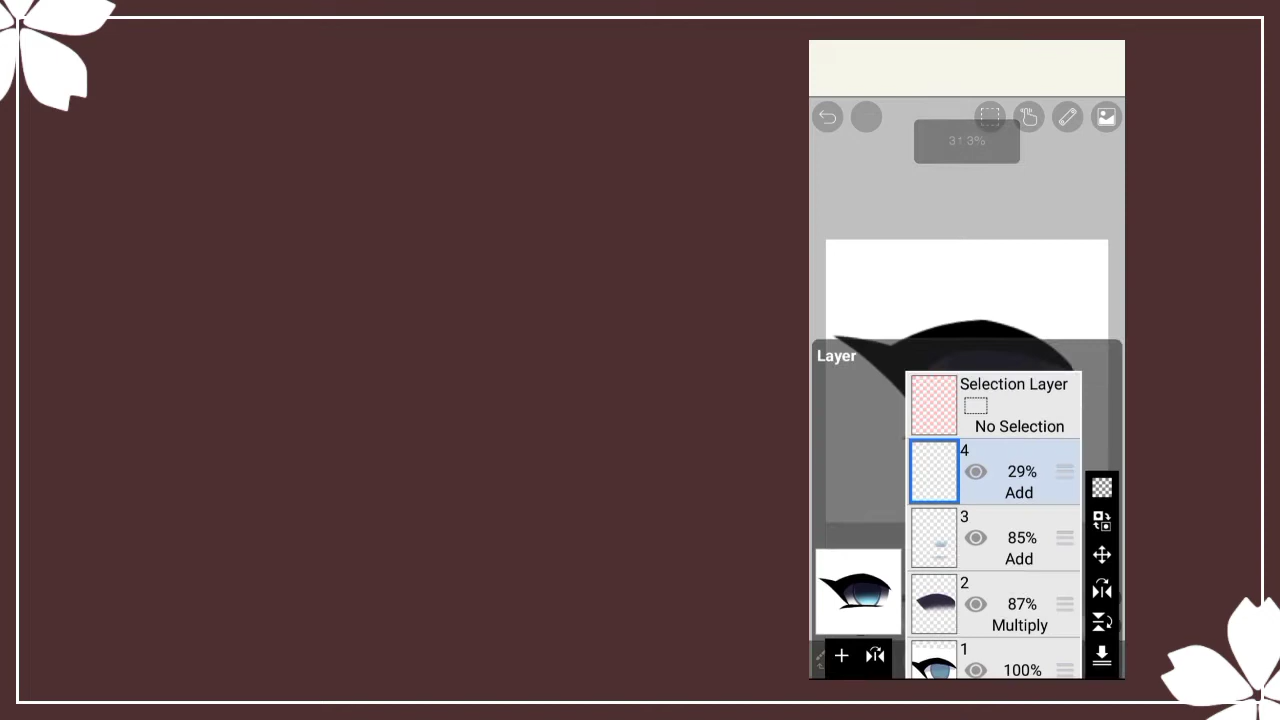 Layer
Selection Layer
No Selection
4
29%
Add
3
85%
Add
2
87%
Multiply
1
100%